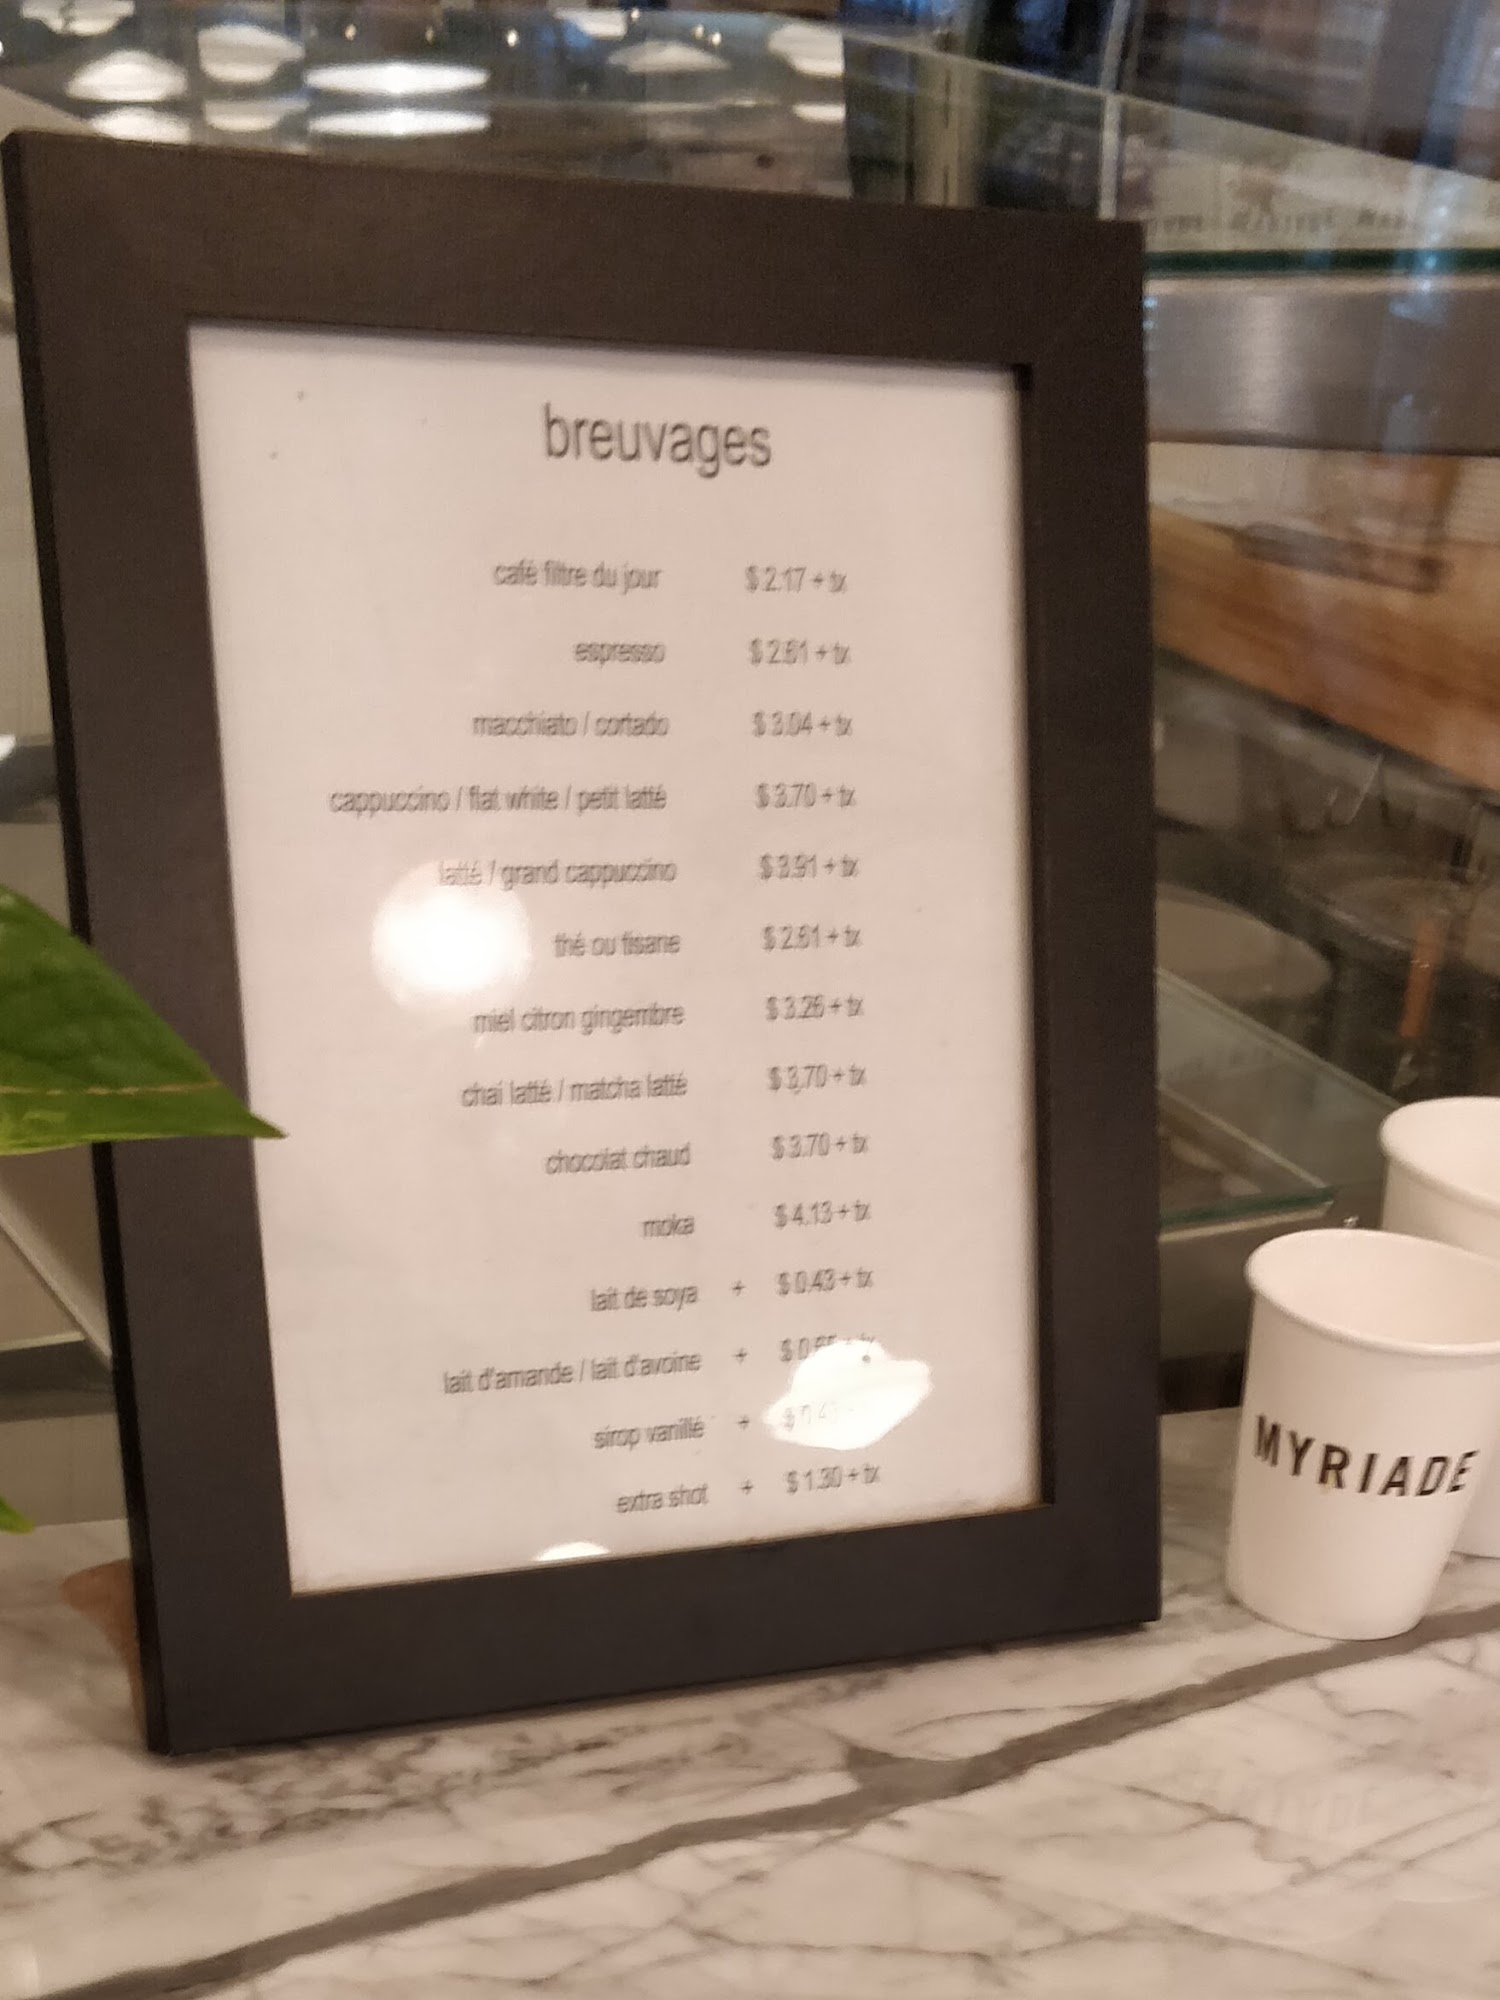 breuvages
café filtre du jour $ 2.17 + tx
espresso $ 2.61 + tx
macchiato / cortado $ 3.04 + tx
cappuccino / flat white / petit latté $ 3.70 + tx
latté / grand cappuccino $ 3.91 + tx
thé ou tisane $ 2.61 + tx
miel citron gingembre $ 3.26 + tx
chai latté / matcha latté $ 3.70 + tx
chocolat chaud $ 3.70 + tx
moka $ 4.13 + tx
lait de soya + $ 0.43 + tx
lait d'amande / lait d'avoine + $
sirop vanillé + $
extra shot + $ 1.30 + tx
MYRIADE